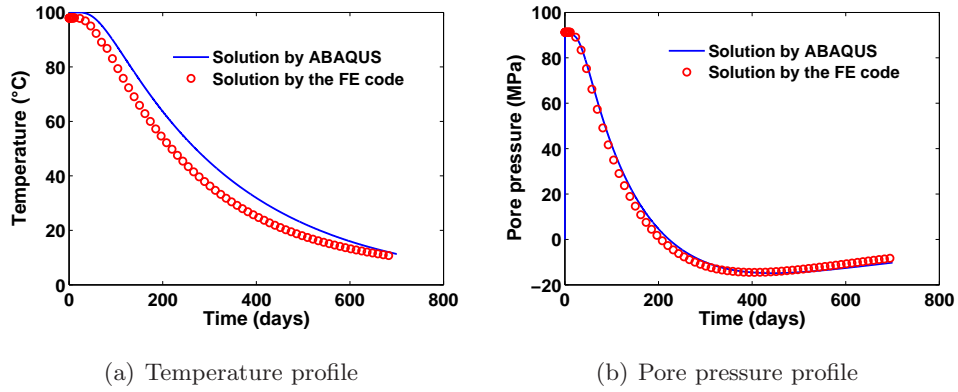 100
80
60
40
20
0
0
200
400
600
800
Temperature (°C)
Time (days)
Solution by ABAQUS
Solution by the FE code
(a) Temperature profile
100
80
60
40
20
0
−20
0
200
400
600
800
Pore pressure (MPa)
Time (days)
Solution by ABAQUS
Solution by the FE code
(b) Pore pressure profile